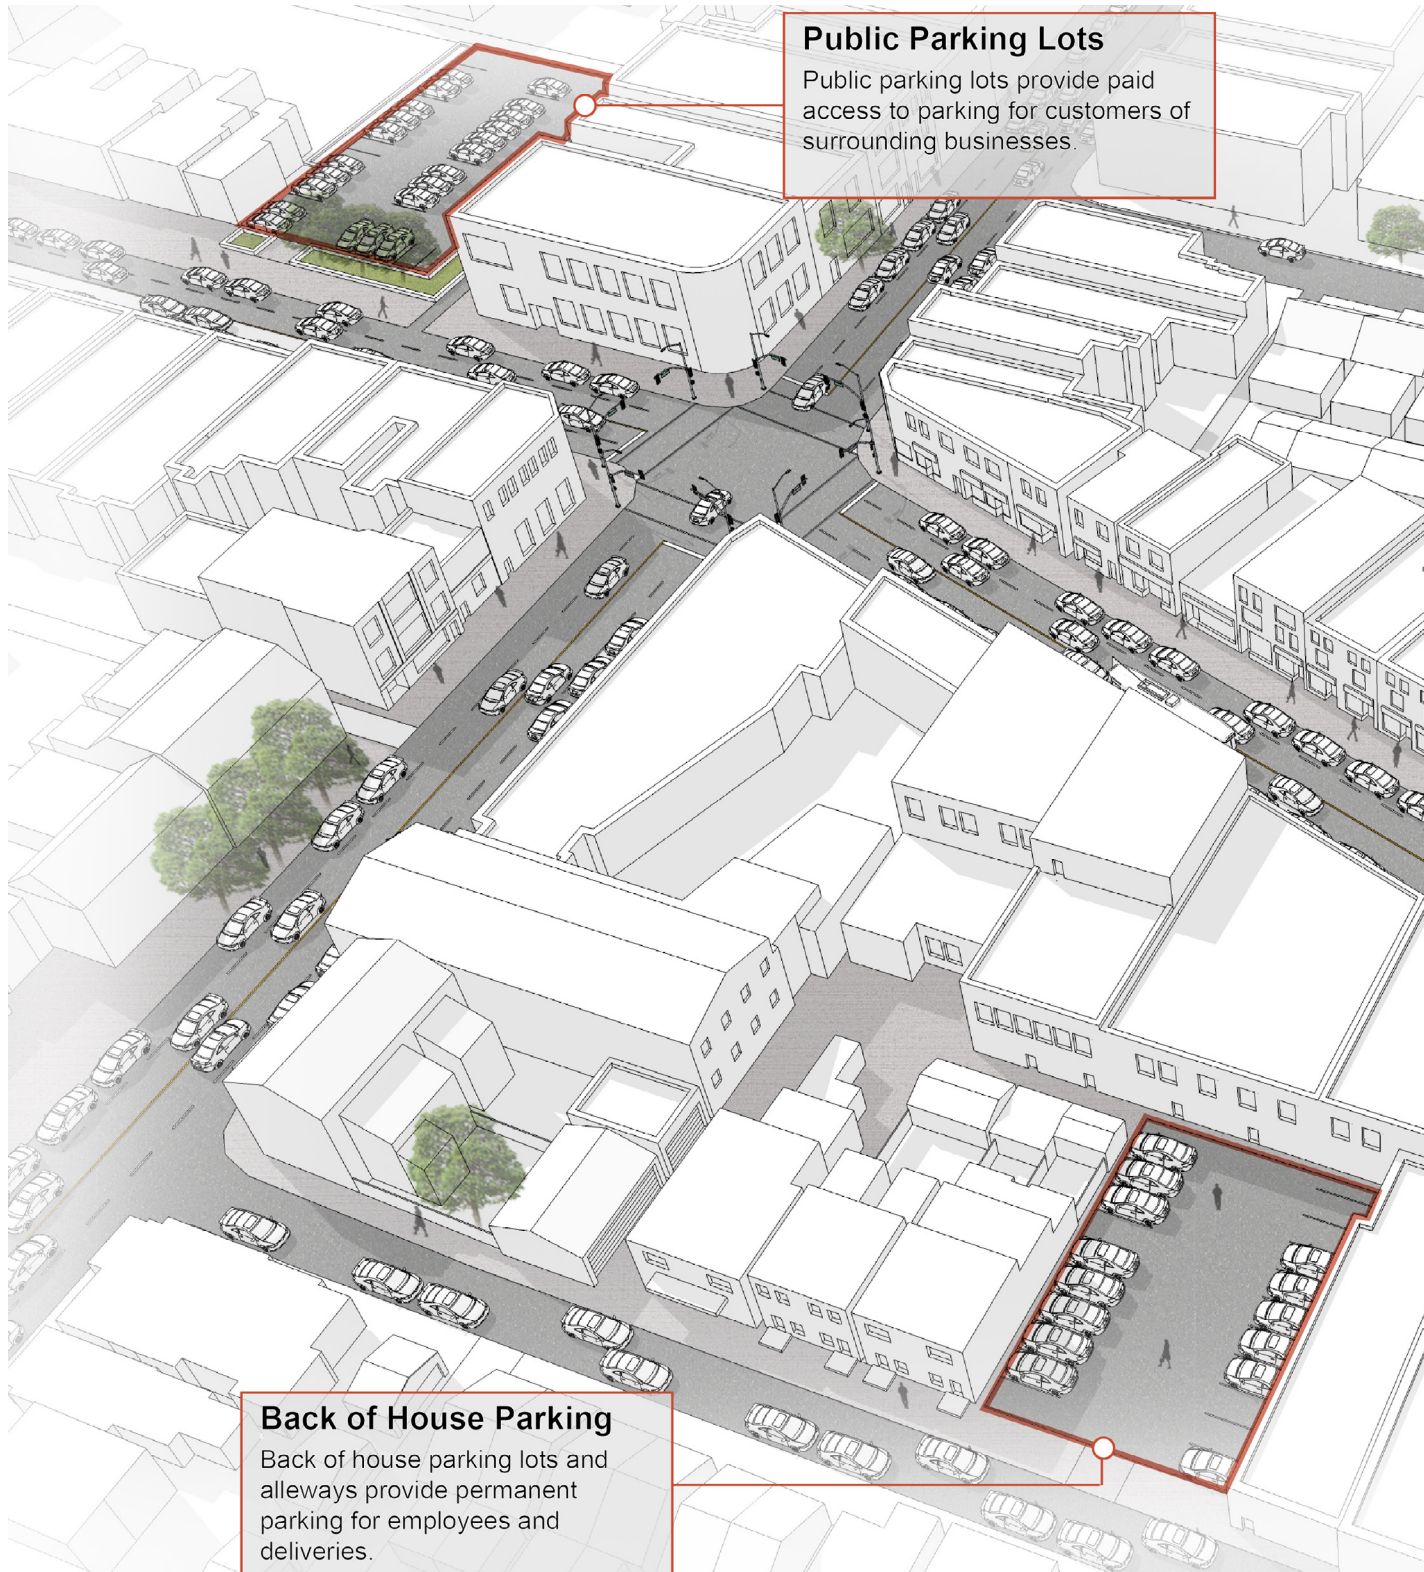 Public Parking Lots
Public parking lots provide paid
access to parking for customers of
surrounding businesses.
Back of House Parking
Back of house parking lots and
alleways provide permanent
parking for employees and
deliveries.